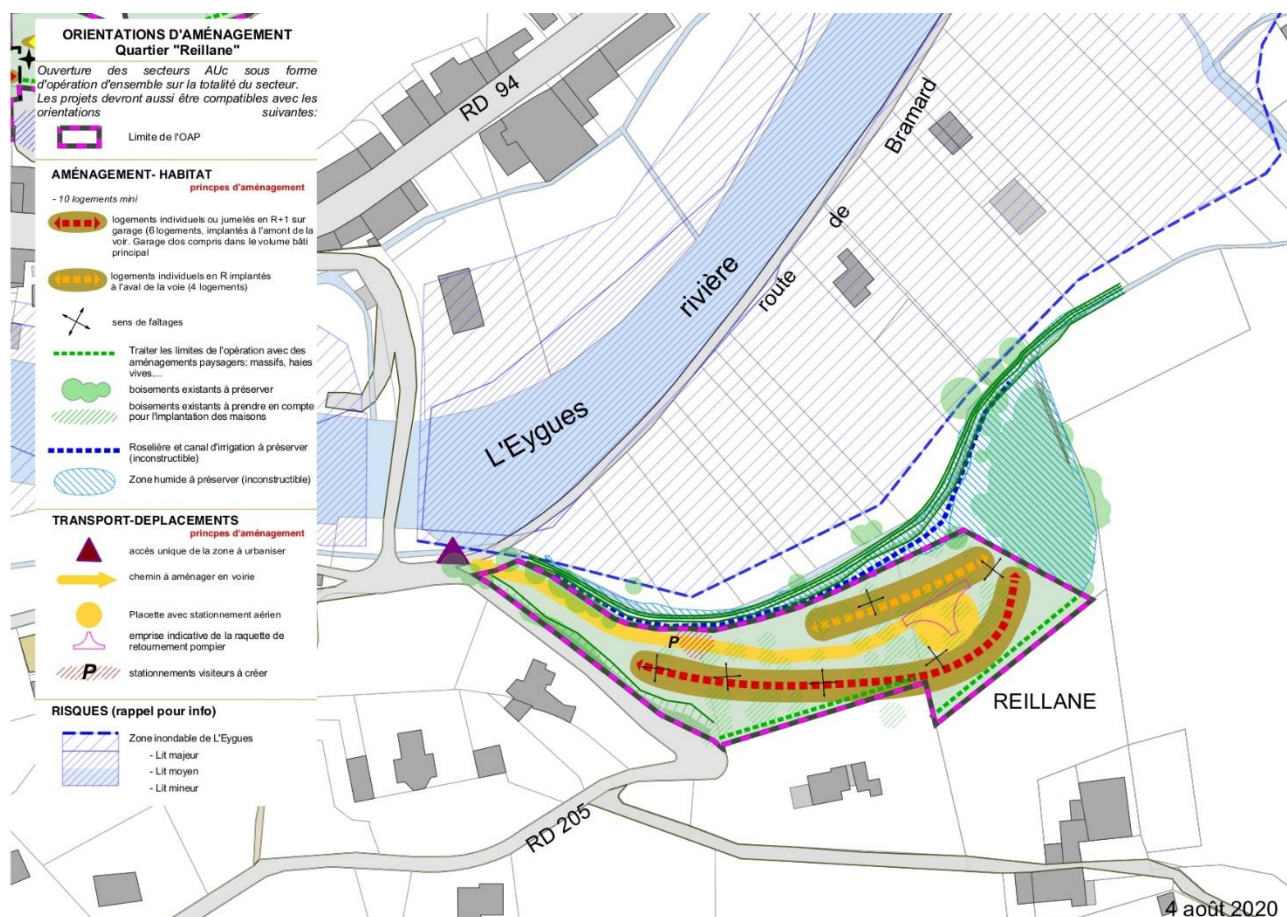 ORIENTATIONS D'AMÉNAGEMENT
Quartier "Reillane"
Ouverture des secteurs AUc sous forme
d'opération d'ensemble sur la totalité du secteur.
Les projets devront aussi être compatibles avec les
orientations suivantes:
Limite de l'OAP
AMÉNAGEMENT- HABITAT
princpes d'aménagement
- 10 logements mini
logements individuels ou jumelés en R+1 sur
garage (6 logements, implantés à l'amont de la
voir. Garage clos compris dans le volume bâti
principal
logements individuels en R implantés
à l'aval de la voie (4 logements)
sens de faîtages
Traiter les limites de l'opération avec des
aménagements paysagers: massifs, haies
vives....
boisements existants à préserver
boisements existants à prendre en compte
pour l'implantation des maisons
Roselière et canal d'irrigation à préserver
(inconstructible)
Zone humide à préserver (inconstructible)
TRANSPORT-DEPLACEMENTS
princpes d'aménagement
accès unique de la zone à urbaniser
chemin à aménager en voirie
Placette avec stationnement aérien
emprise indicative de la raquette de
retournement pompier
P stationnements visiteurs à créer
RISQUES (rappel pour info)
Zone inondable de L'Eygues
- Lit majeur
- Lit moyen
- Lit mineur
RD 94
L'Eygues
rivière
route
de
Bramard
P
REILLANE
RD 205
4 août 2020